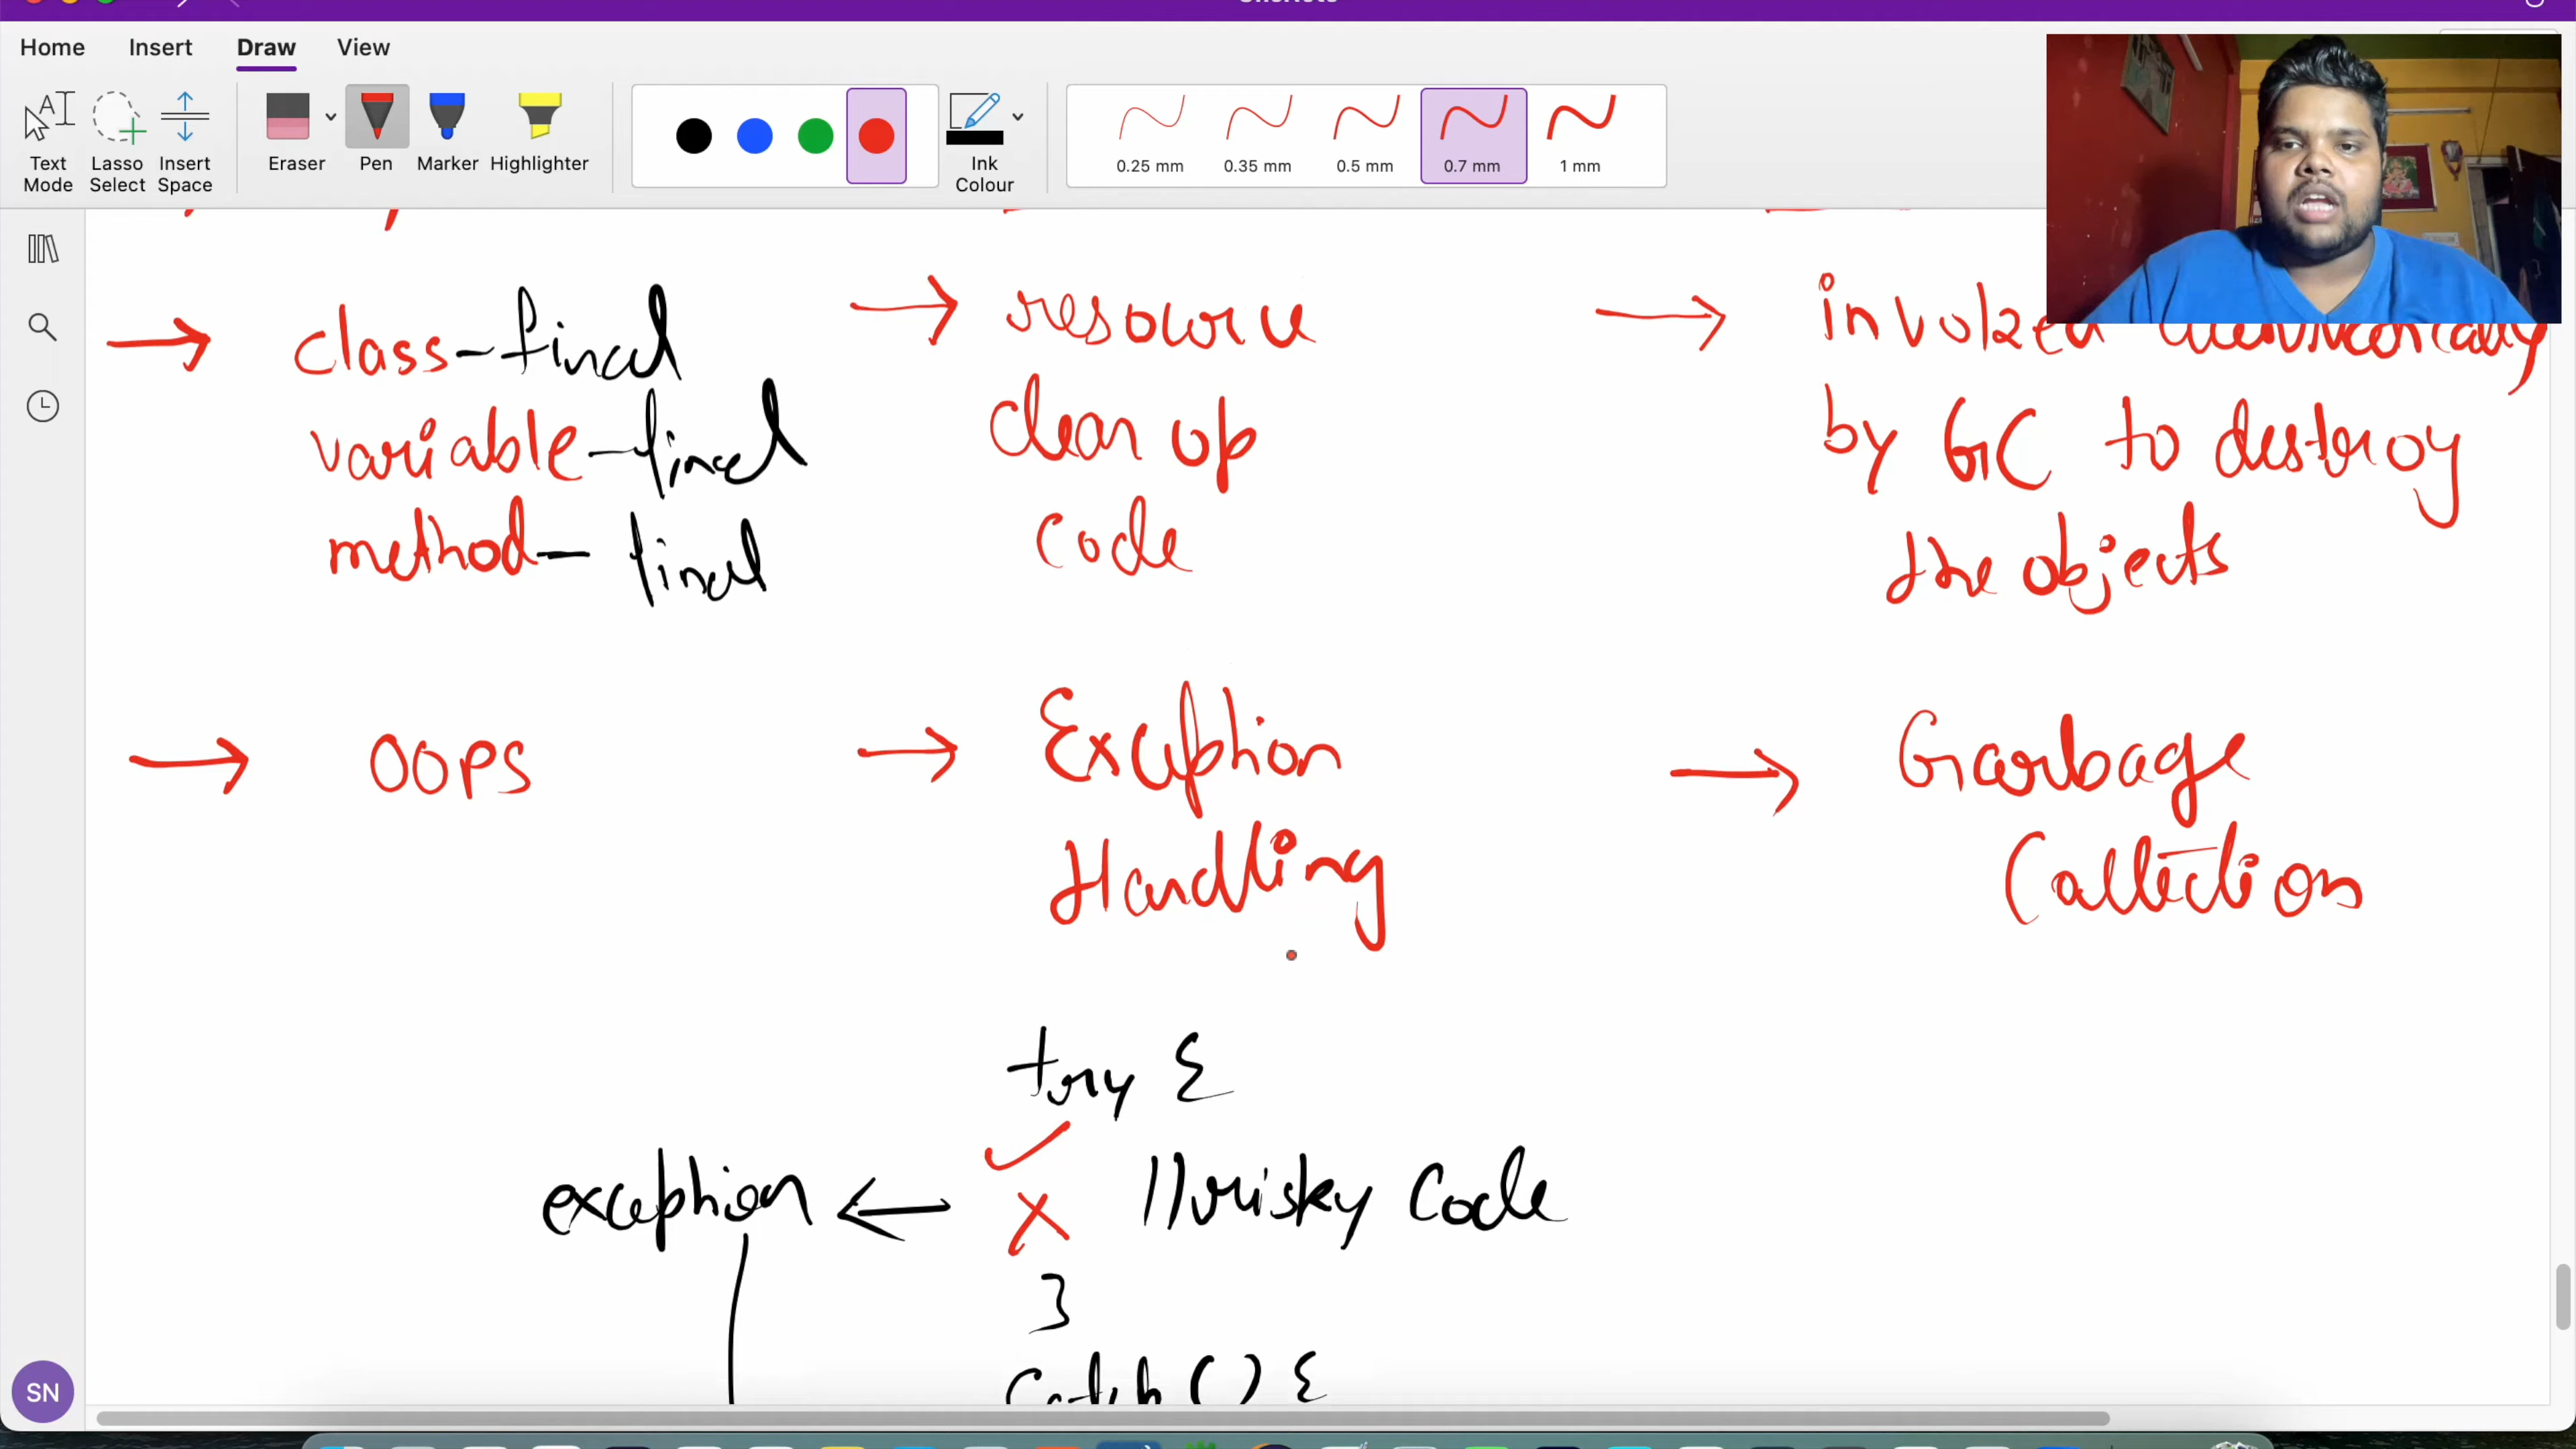 Home Insert Draw View
Text Mode
Lasso Select
Insert Space
Eraser
Pen
Marker
Highlighter
Ink Colour
0.25 mm
0.35 mm
0.5 mm
0.7 mm
1 mm
→ class-final
variable-final
method-final
→ resource
clean up
code
→ invoked
by GC to destroy
the objects
→ OOPS
→ Exception
Handling
→ Garbage
Collection
try {
exception ← //risky Code
}
catch () {
SN